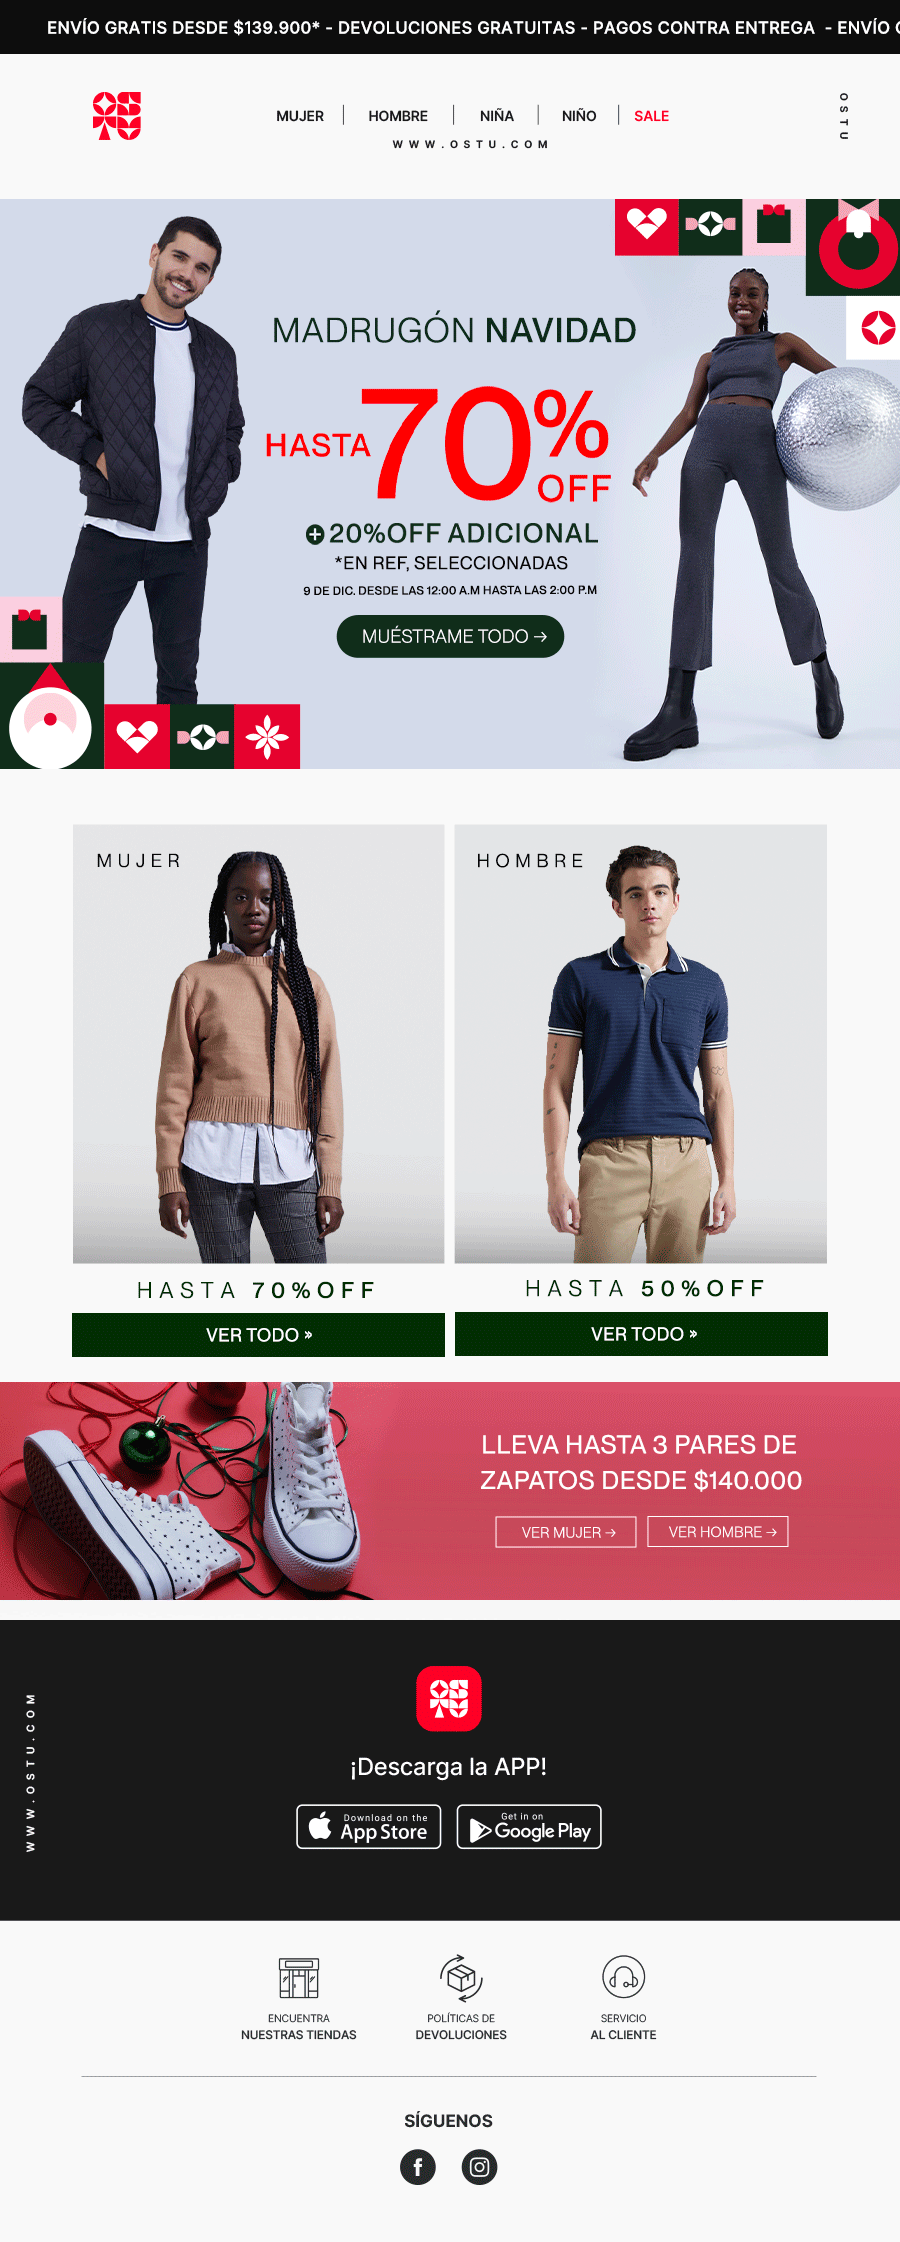 ENVÍO GRATIS DESDE $139.900* - DEVOLUCIONES GRATUITAS - PAGOS CONTRA ENTREGA - ENVÍO
MUJER | HOMBRE | NIÑA | NIÑO | SALE
WWW.OSTU.COM
OSTU
MADRUGÓN NAVIDAD
HASTA 70% OFF
+ 20%OFF ADICIONAL
*EN REF, SELECCIONADAS
9 DE DIC. DESDE LAS 12:00 A.M HASTA LAS 2:00 P.M
MUÉSTRAME TODO →
MUJER
HOMBRE
HASTA 70%OFF
HASTA 50%OFF
VER TODO »
VER TODO »
LLEVA HASTA 3 PARES DE
ZAPATOS DESDE $140.000
VER MUJER →
VER HOMBRE →
OSTU
WWW.OSTU.COM
¡Descarga la APP!
Download on the
App Store
Get in on
Google Play
ENCUENTRA
NUESTRAS TIENDAS
POLÍTICAS DE
DEVOLUCIONES
SERVICIO
AL CLIENTE
SÍGUENOS